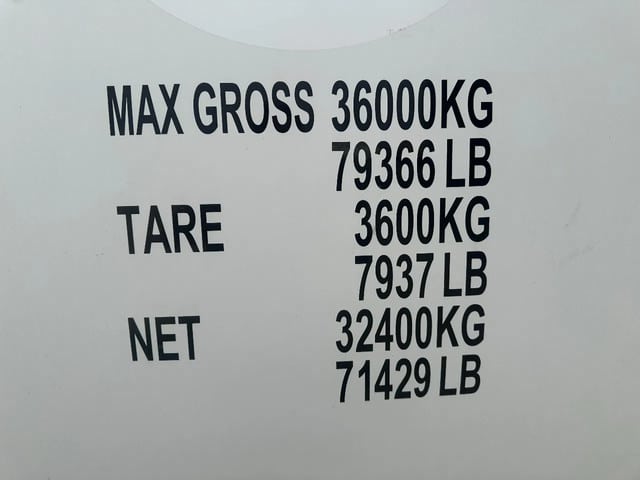 MAX GROSS 36000KG
79366 LB
TARE 3600KG
7937 LB
NET 32400KG
71429 LB